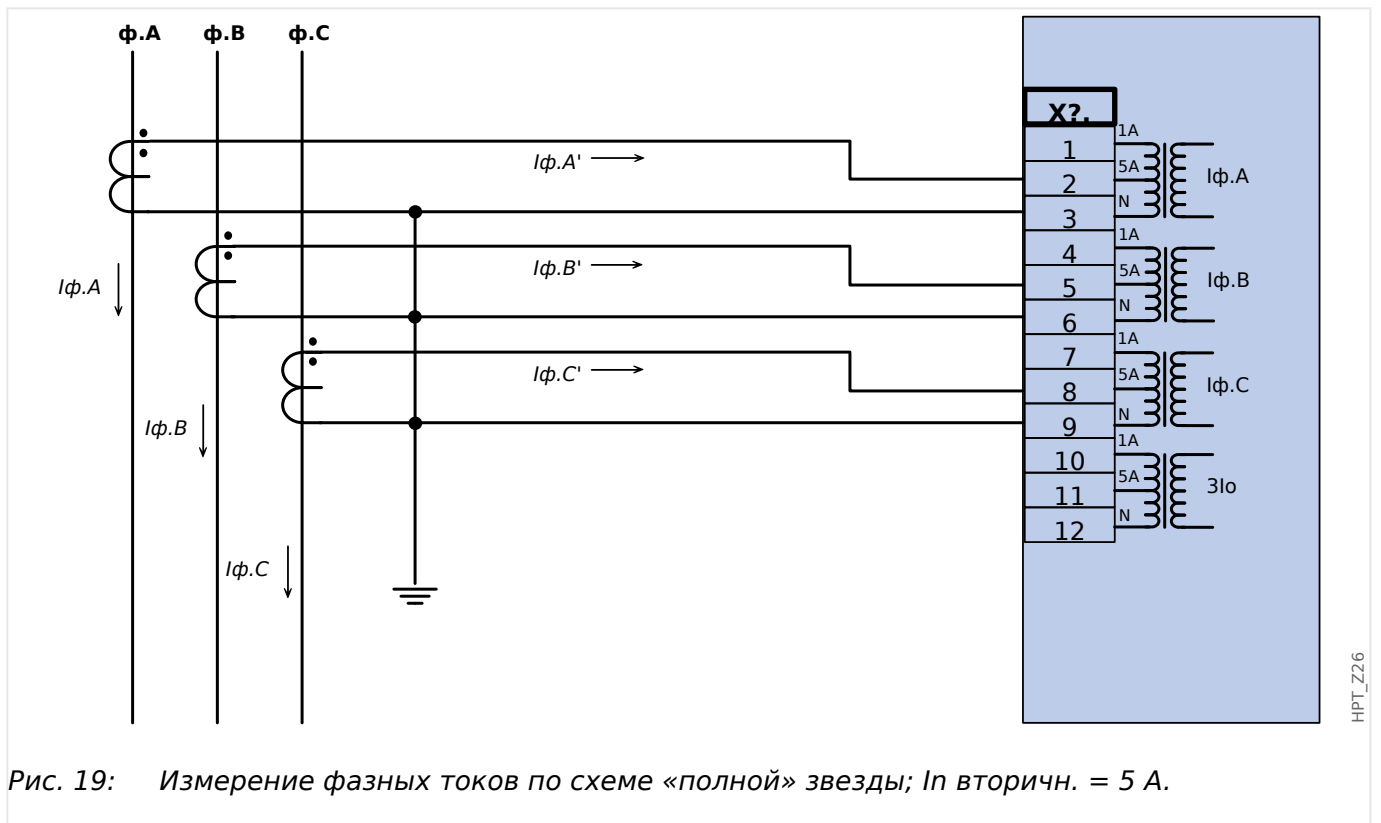 ф.A ф.B ф.C
X?.
1A
1
Iф.A'
5A
2
Iф.A
N
3
1A
4
Iф.B'
5A
Iф.A
5
Iф.B
N
6
1A
7
Iф.C'
5A
8
Iф.C
N
Iф.B
9
1A
10
5A
11
3Io
N
12
Iф.C
HPT_Z26
Рис. 19: Измерение фазных токов по схеме «полной» звезды; In вторичн. = 5 A.